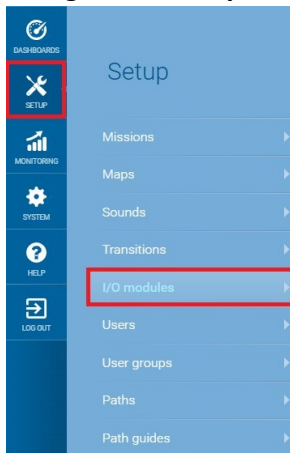 DASHBOARDS
SETUP
MONITORING
SYSTEM
HELP
LOG OUT
Setup
Missions
Maps
Sounds
Transitions
I/O modules
Users
User groups
Paths
Path guides